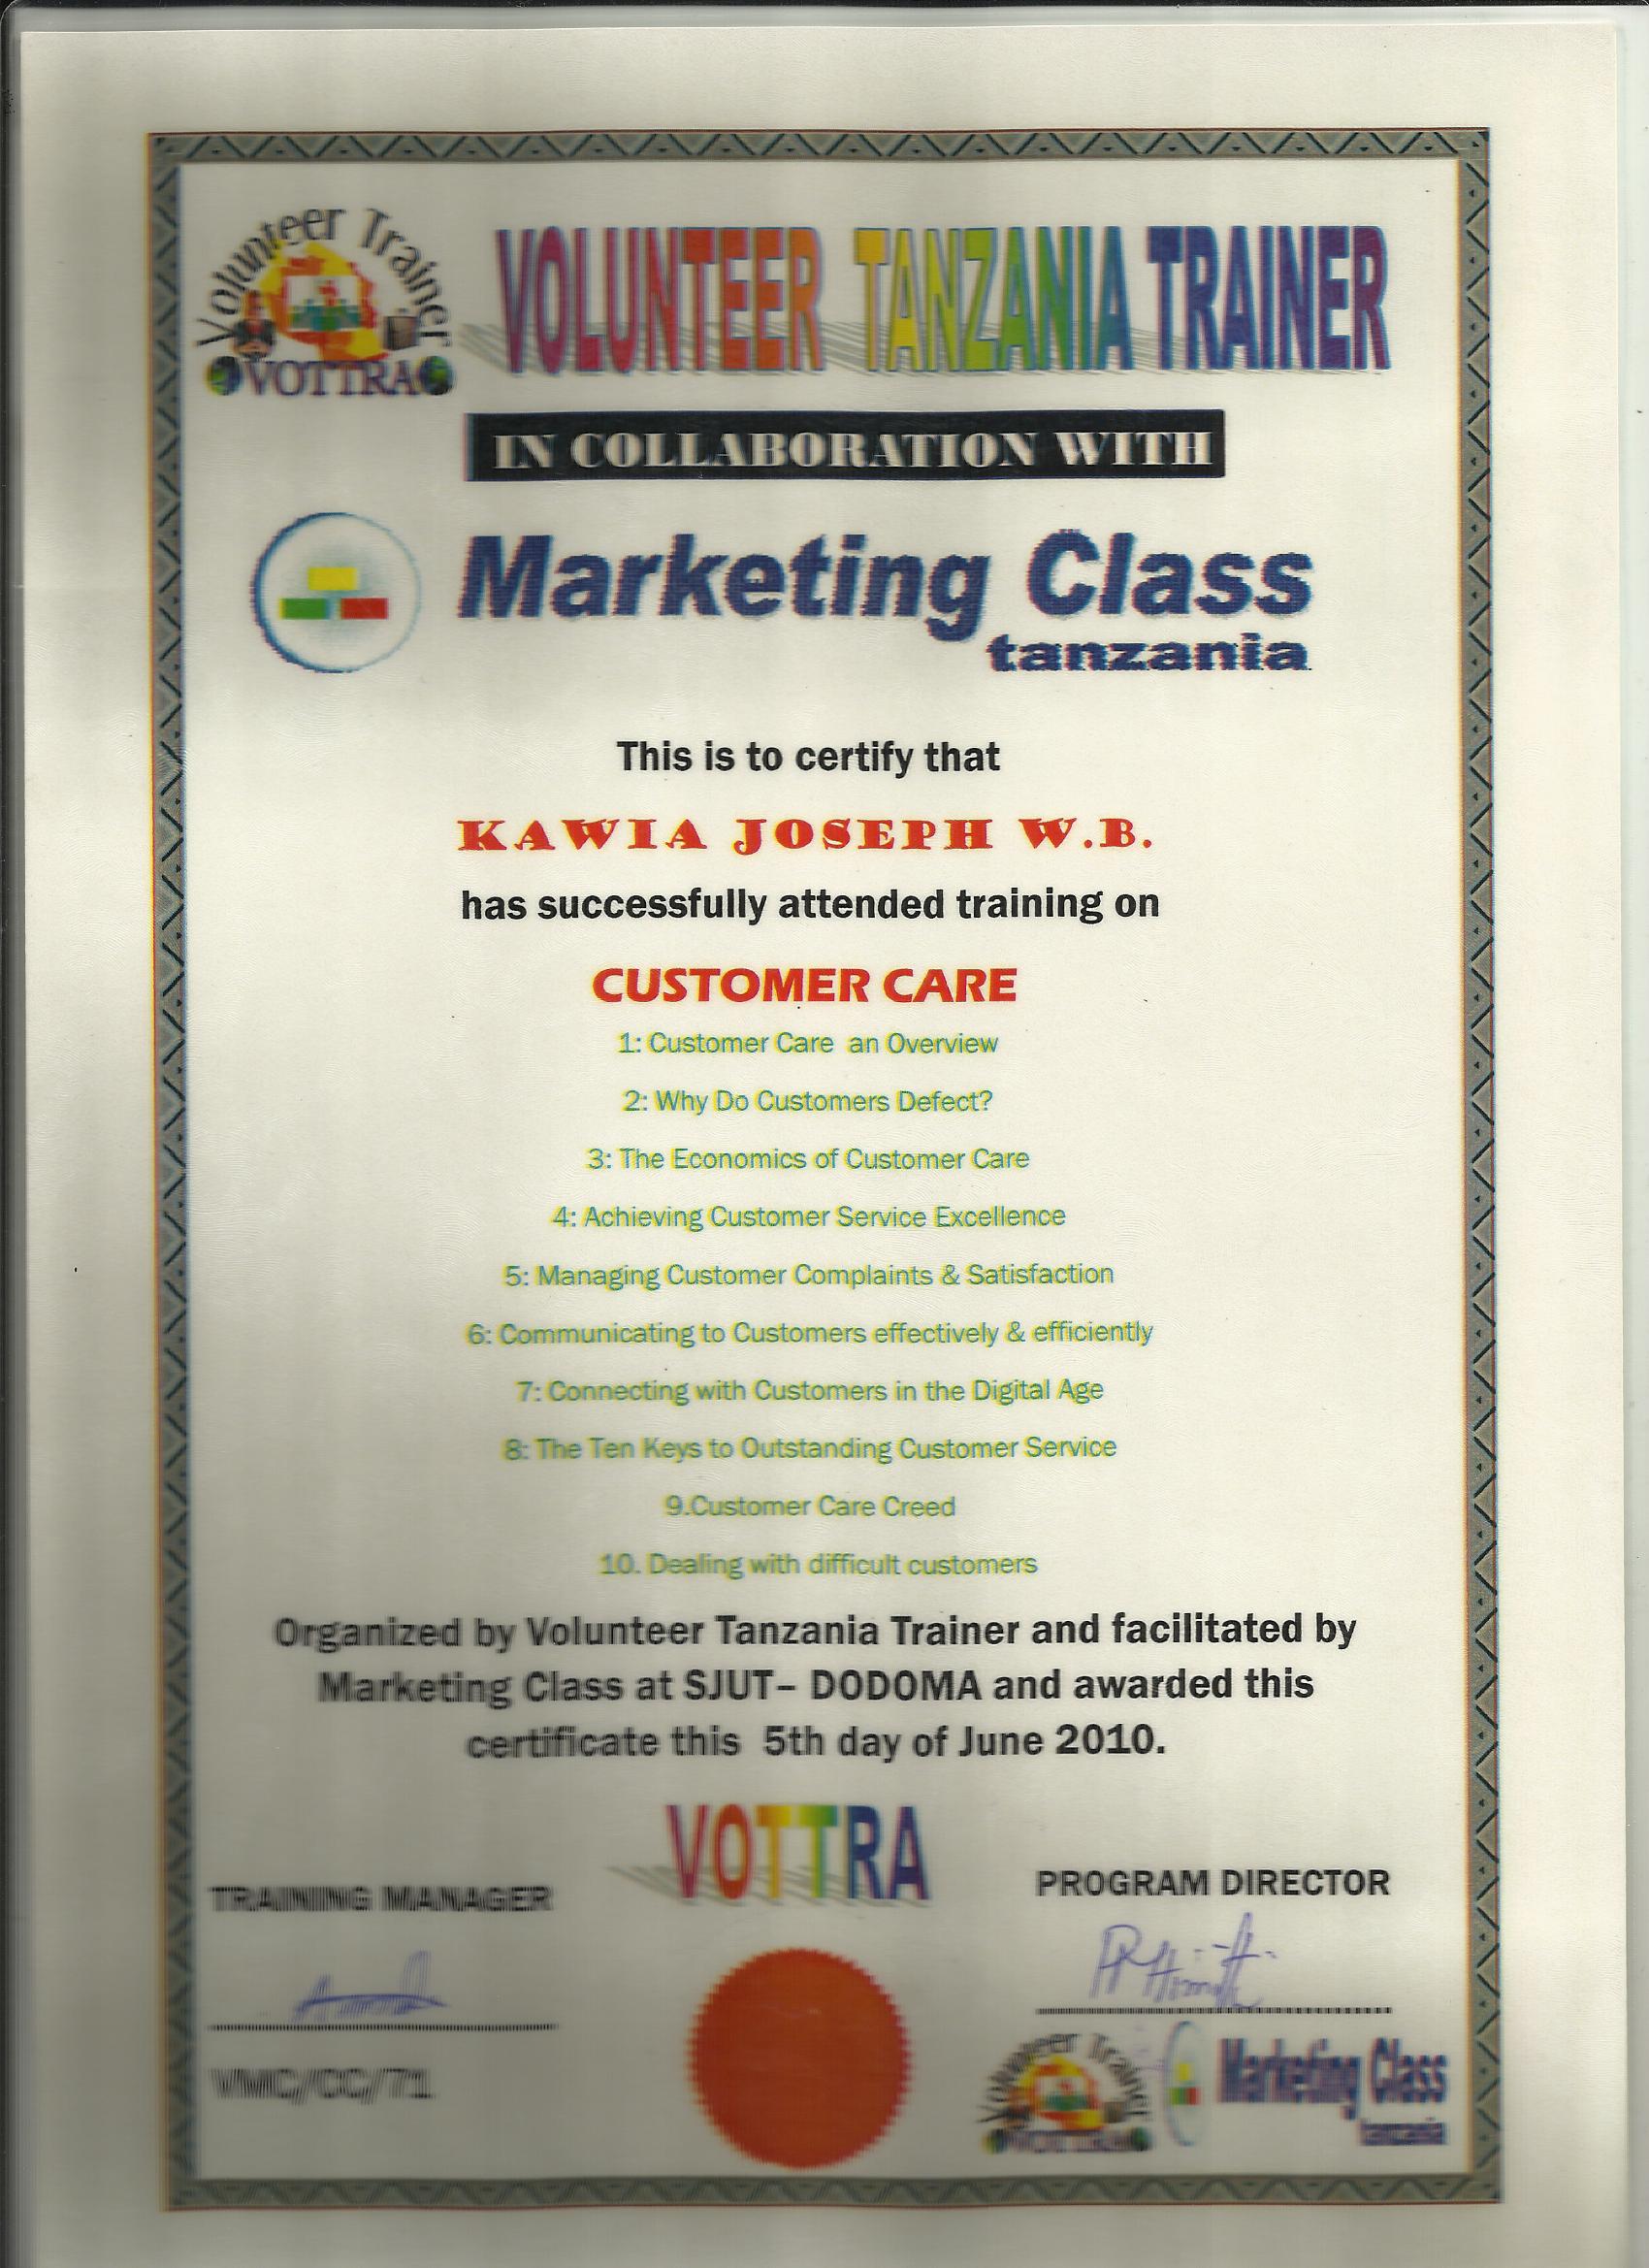 Volunteer Trainer
VOTTRA
VOLUNTEER TANZANIA TRAINER
IN COLLABORATION WITH
Marketing Class
tanzania
This is to certify that
KAWIA JOSEPH W.B.
has successfully attended training on
CUSTOMER CARE
1: Customer Care an Overview
2: Why Do Customers Defect?
3: The Economics of Customer Care
4: Achieving Customer Service Excellence
5: Managing Customer Complaints & Satisfaction
6: Communicating to Customers effectively & efficiently
7: Connecting with Customers in the Digital Age
8: The Ten Keys to Outstanding Customer Service
9.Customer Care Creed
10. Dealing with difficult customers
Organized by Volunteer Tanzania Trainer and facilitated by
Marketing Class at SJUT– DODOMA and awarded this
certificate this 5th day of June 2010.
VOTTRA
TRAINING MANAGER
PROGRAM DIRECTOR
VMC/CC/71
Volunteer Trainer
VOTTRA
Marketing Class
tanzania